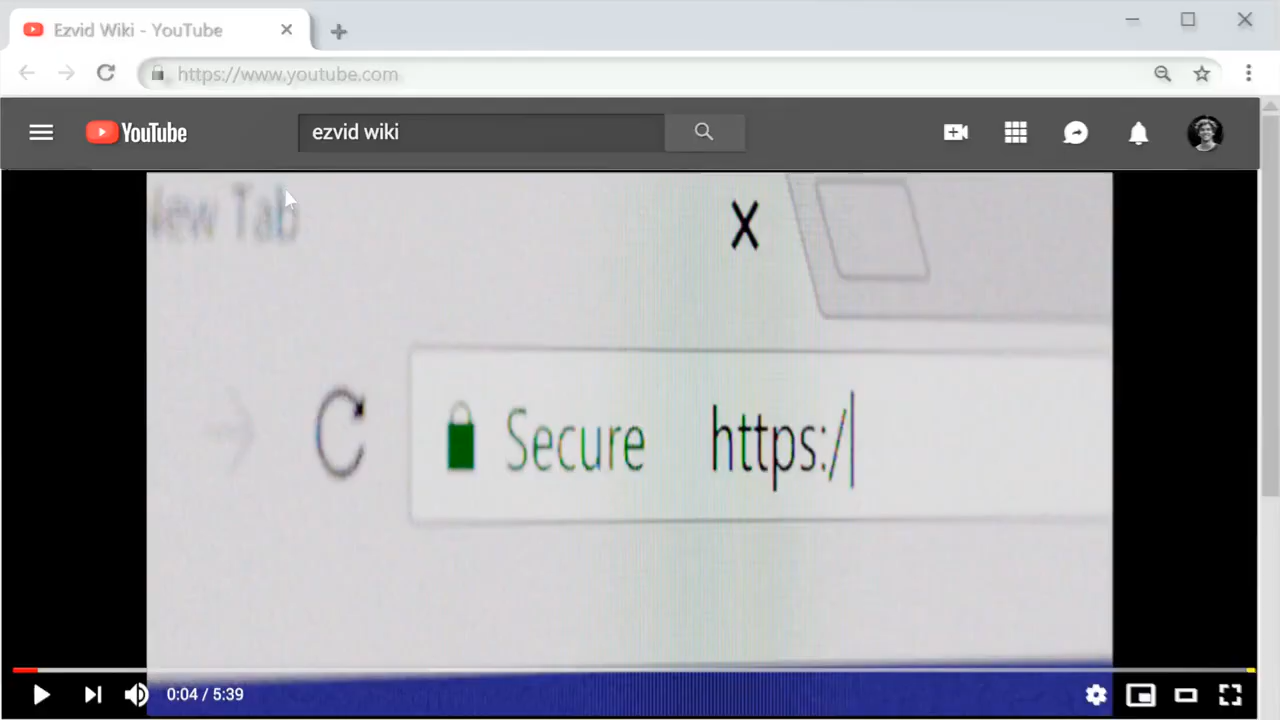 Ezvid Wiki - YouTube
https://www.youtube.com
YouTube
ezvid wiki
New Tab
X
Secure https:/
0:04 / 5:39